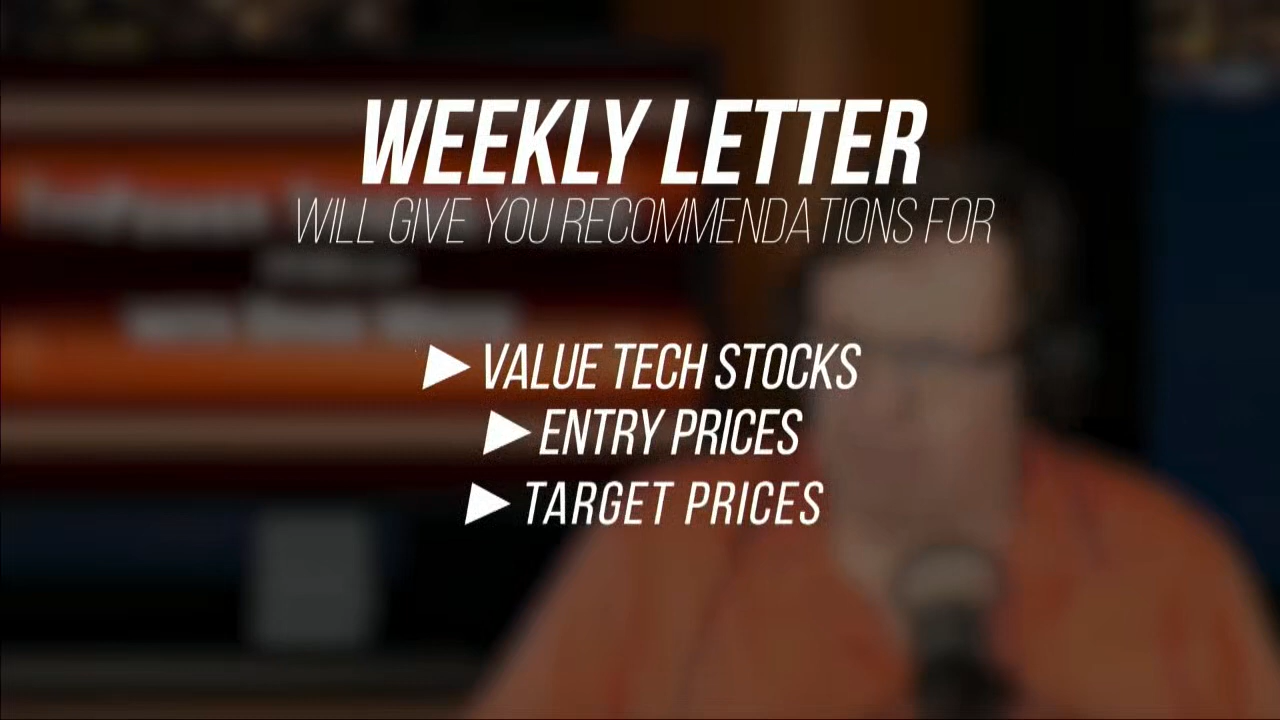 WEEKLY LETTER
WILL GIVE YOU RECOMMENDATIONS FOR
VALUE TECH STOCKS
ENTRY PRICES
TARGET PRICES